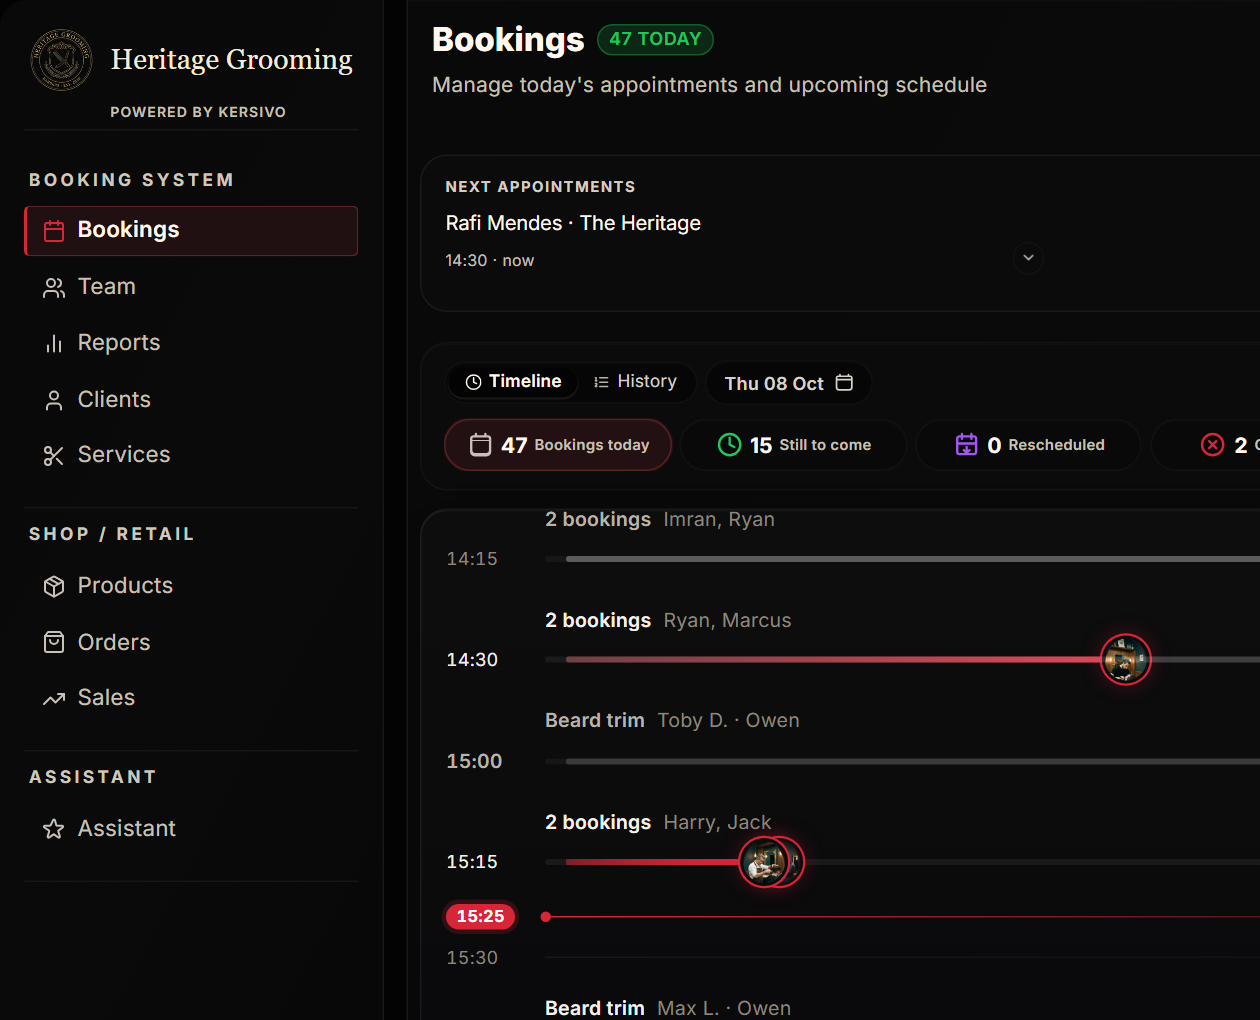 HERITAGE GROOMING
Heritage Grooming
POWERED BY KERSIVO
BOOKING SYSTEM
Bookings
Team
Reports
Clients
Services
SHOP / RETAIL
Products
Orders
Sales
ASSISTANT
Assistant
Bookings 47 TODAY
Manage today's appointments and upcoming schedule
NEXT APPOINTMENTS
Rafi Mendes · The Heritage
14:30 · now
Timeline History Thu 08 Oct
47 Bookings today 15 Still to come 0 Rescheduled 2
2 bookings Imran, Ryan
14:15
2 bookings Ryan, Marcus
14:30
Beard trim Toby D. · Owen
15:00
2 bookings Harry, Jack
15:15
15:25
15:30
Beard trim Max L. · Owen